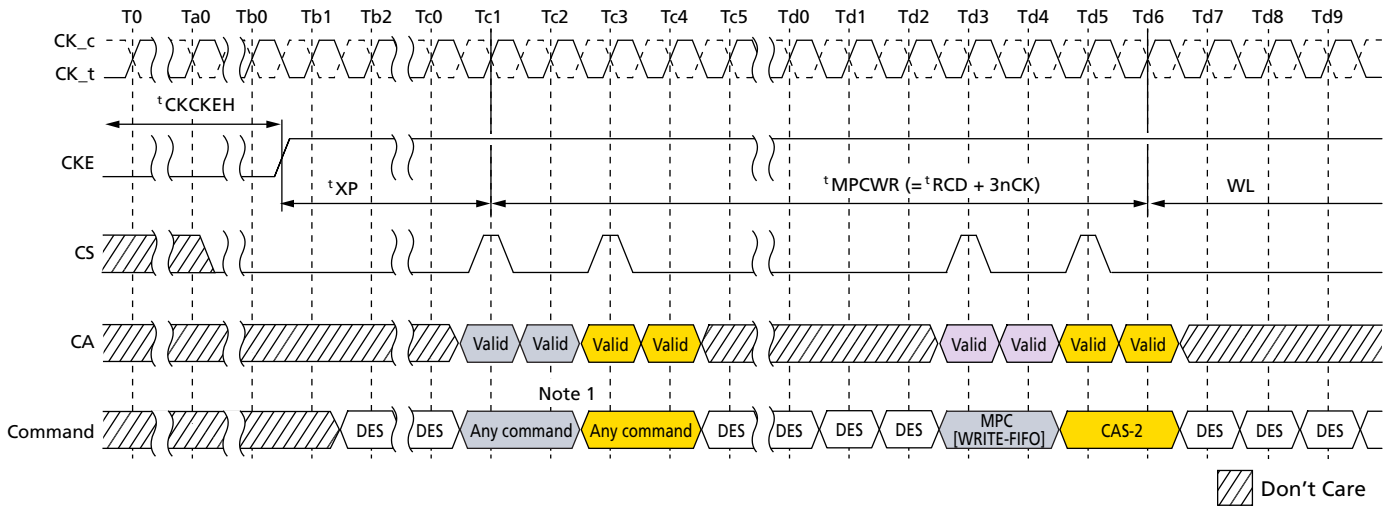 T0 Ta0 Tb0 Tb1 Tb2 Tc0 Tc1 Tc2 Tc3 Tc4 Tc5 Td0 Td1 Td2 Td3 Td4 Td5 Td6 Td7 Td8 Td9
CK_c
CK_t
tCKCKEH
CKE
tXP tMPCWR (= tRCD + 3nCK) WL
CS
CA Valid Valid Valid Valid Valid Valid Valid Valid
Note 1
Command DES DES Any command Any command DES DES DES DES MPC [WRITE-FIFO] CAS-2 DES DES DES
Don't Care